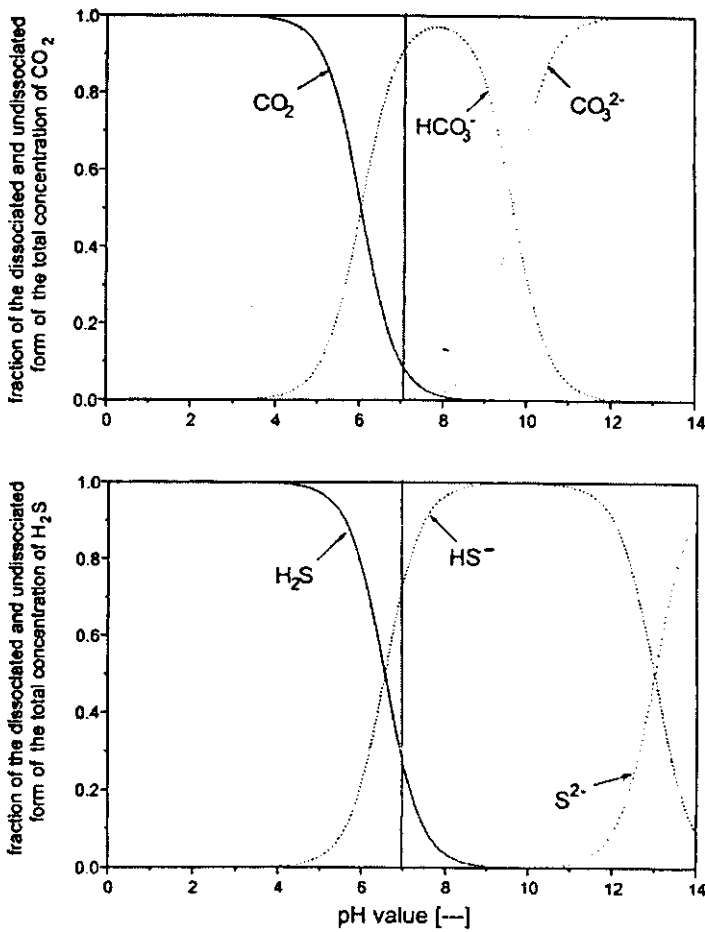 fraction of the dissociated and undissociated
form of the total concentration of CO₂
1.0
0.8
0.6
0.4
0.2
0.0
CO₂
HCO₃⁻
CO₃²⁻
0 2 4 6 8 10 12 14
fraction of the dissociated and undissociated
form of the total concentration of H₂S
1.0
0.8
0.6
0.4
0.2
0.0
H₂S
HS⁻
S²⁻
0 2 4 6 8 10 12 14
pH value [---]